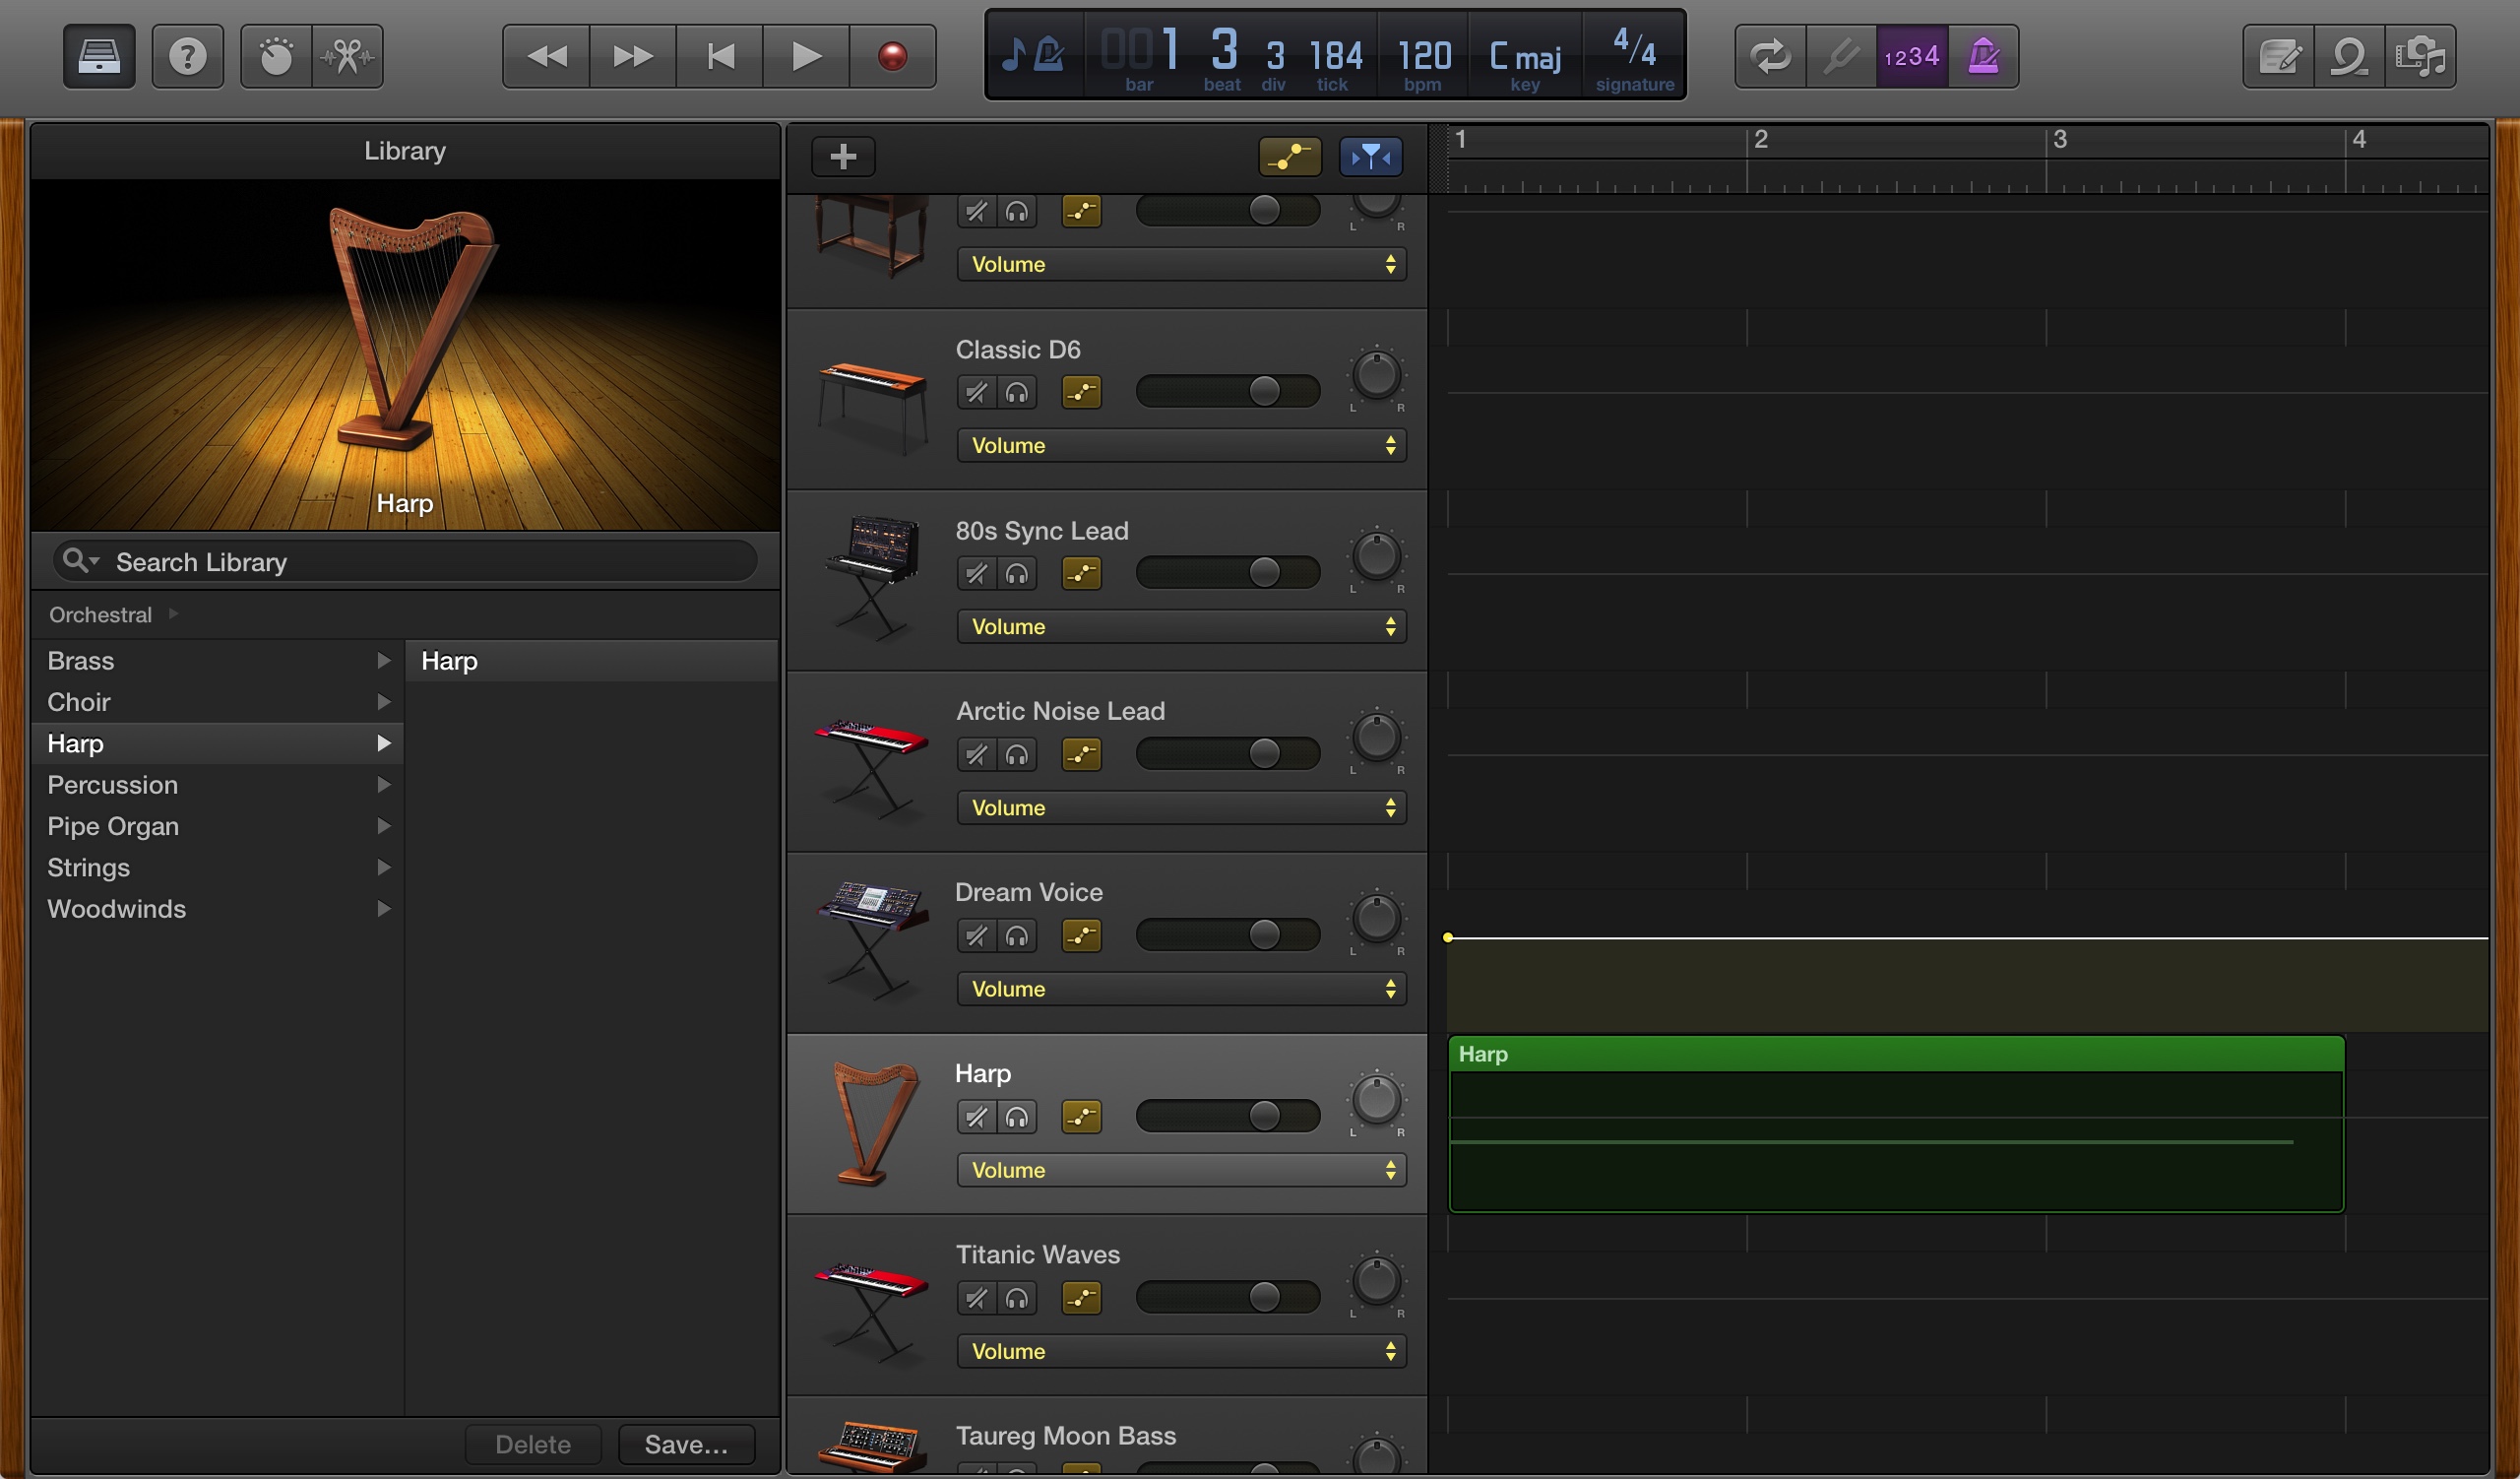 ?
001 3 3 184 120 C maj 4/4
bar beat div tick bpm key signature
1234
Library
Harp
Search Library
Orchestral
Brass
Choir
Harp
Percussion
Pipe Organ
Strings
Woodwinds
Harp
Delete Save...
1 2 3 4
L R
Volume
Classic D6
L R
Volume
80s Sync Lead
L R
Volume
Arctic Noise Lead
L R
Volume
Dream Voice
L R
Volume
Harp
L R
Volume
Titanic Waves
L R
Volume
Taureg Moon Bass
Harp